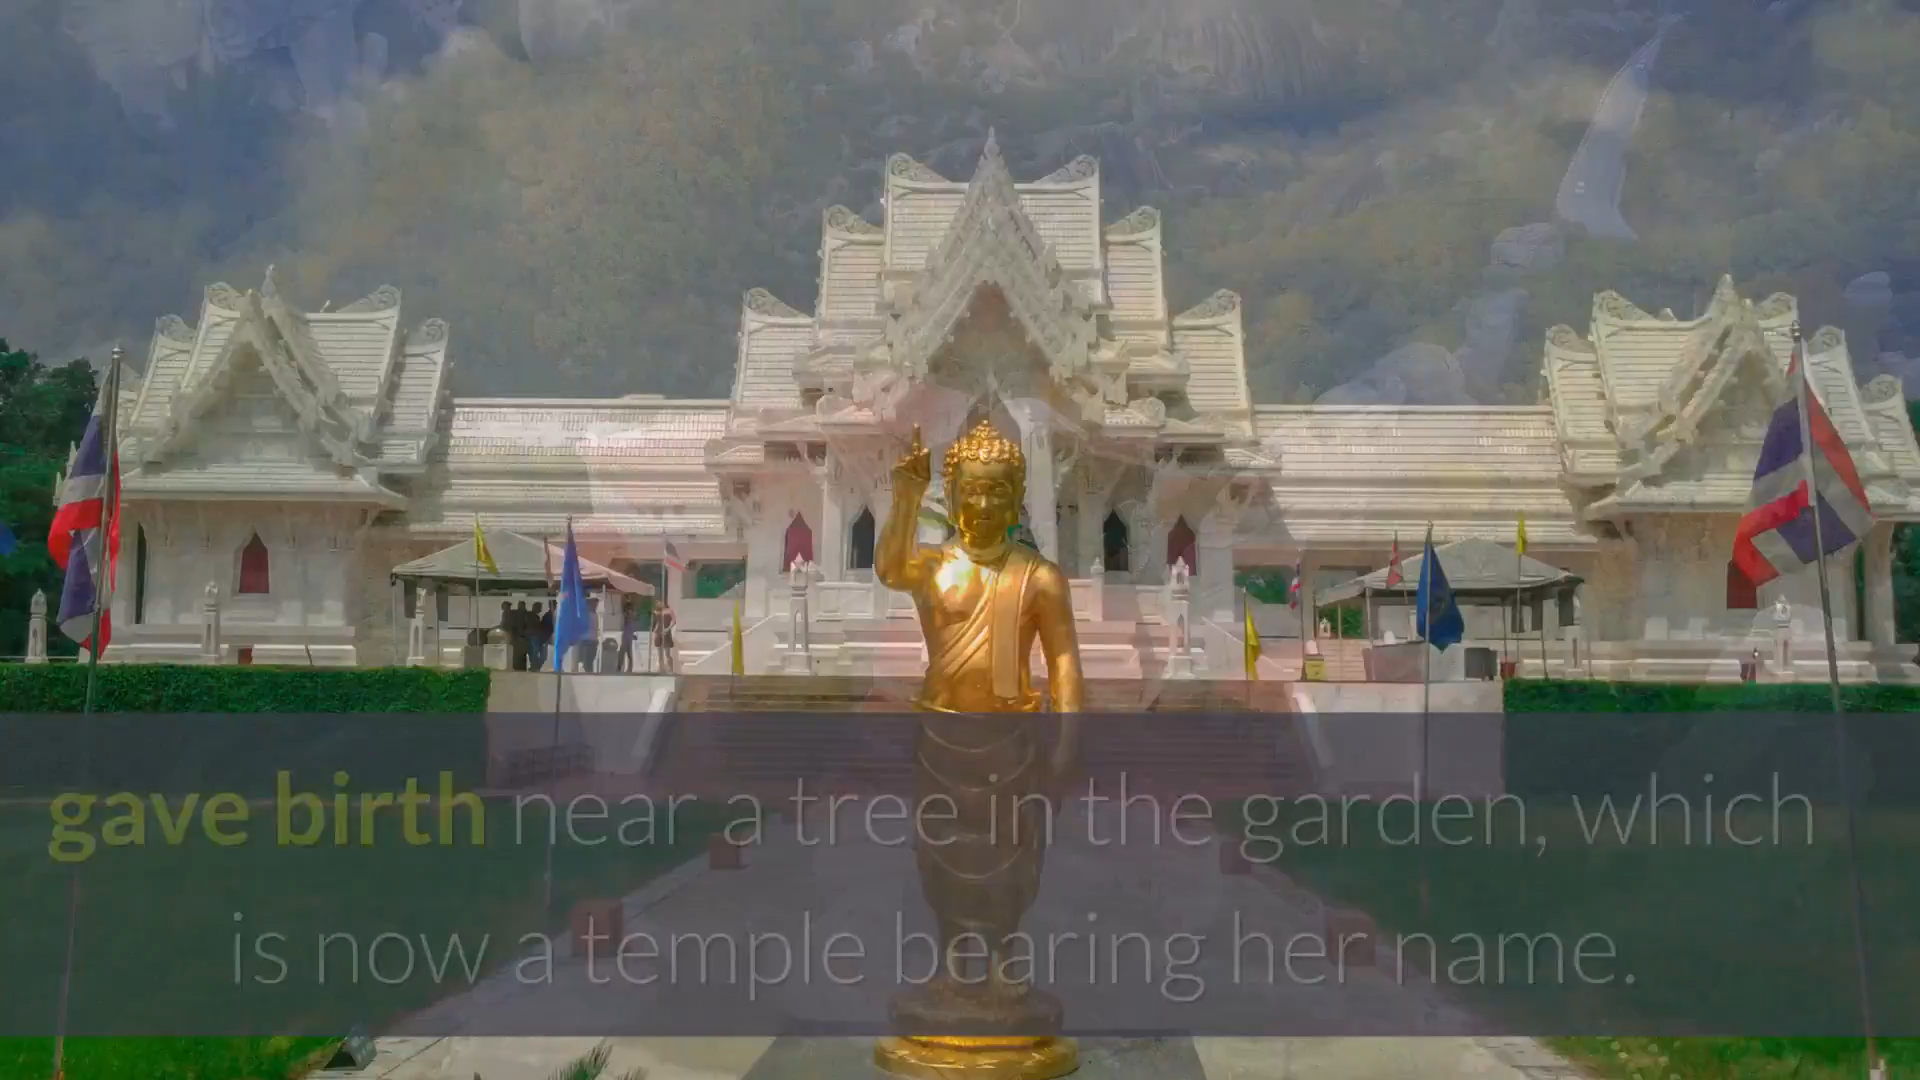 gave birth near a tree in the garden, which
is now a temple bearing her name.